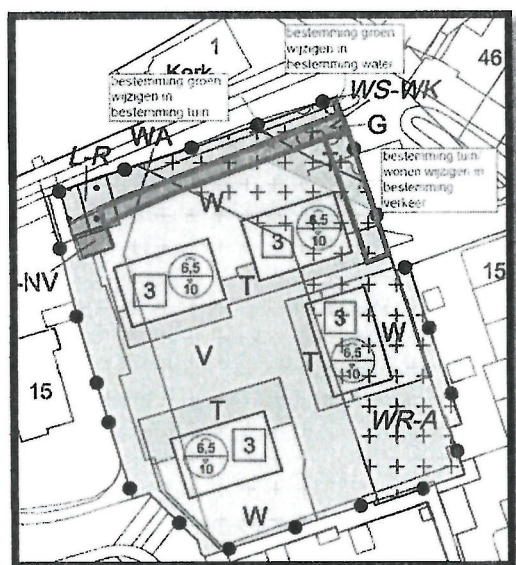 1
Kerk
bestemming groen
wijzigen in
bestemming water
bestemming groen
wijzigen in
bestemming tuin
46
WS-WK
G
L-R
WA
bestemming tuin/
wonen wijzigen in
bestemming
verkeer
W
6,5
10
3
6,5
10
3
-NV
T
15
3
W
V
T
6,5
10
15
T
WR-A
6,5
10
3
W